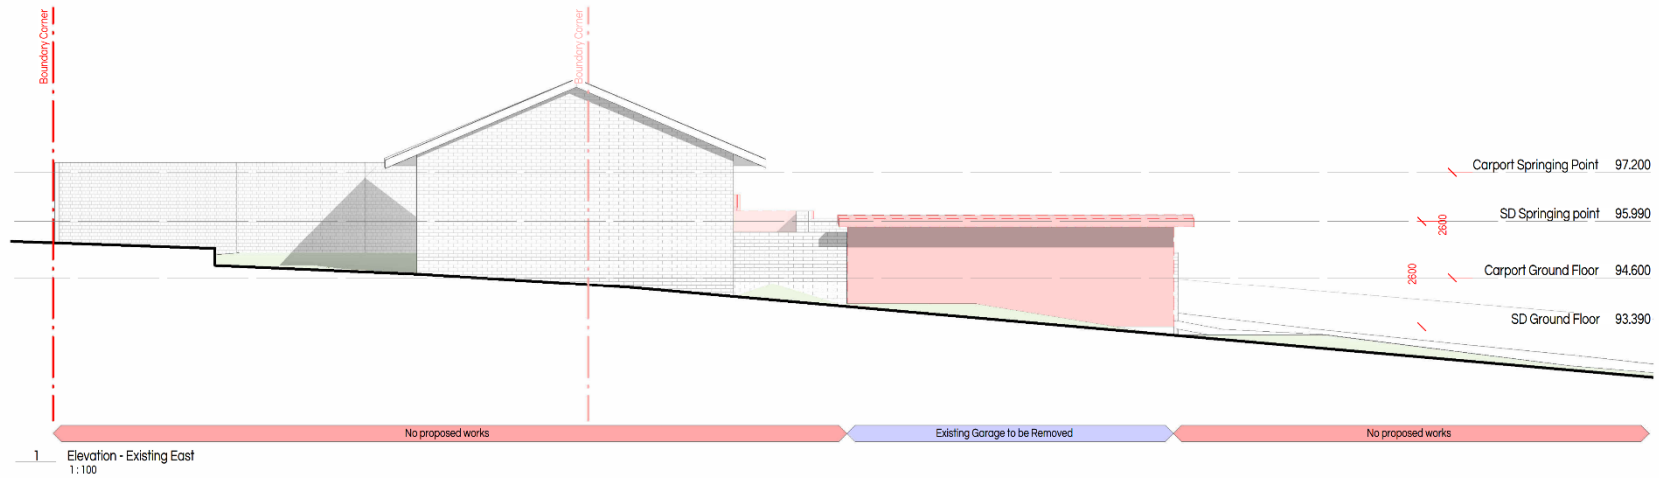 Boundary Corner
Boundary Corner
Carport Springing Point 97.200
SD Springing point 95.990
2600
Carport Ground Floor 94.600
2600
SD Ground Floor 93.390
No proposed works
Existing Garage to be Removed
No proposed works
1 Elevation - Existing East
1 : 100